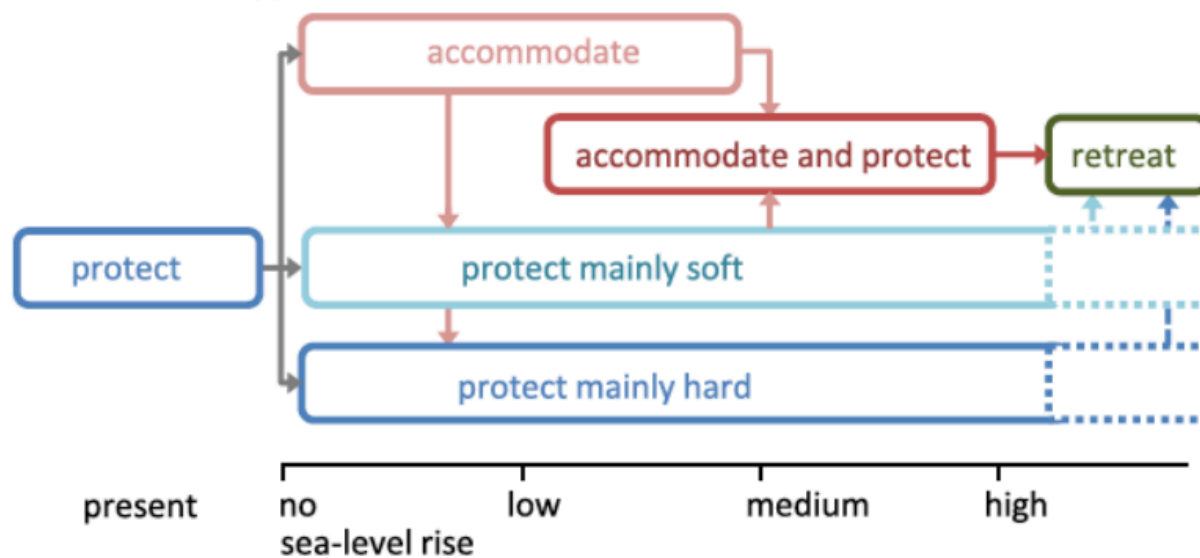 accommodate
accommodate and protect
retreat
protect
protect mainly soft
protect mainly hard
present
no
low
medium
high
sea-level rise